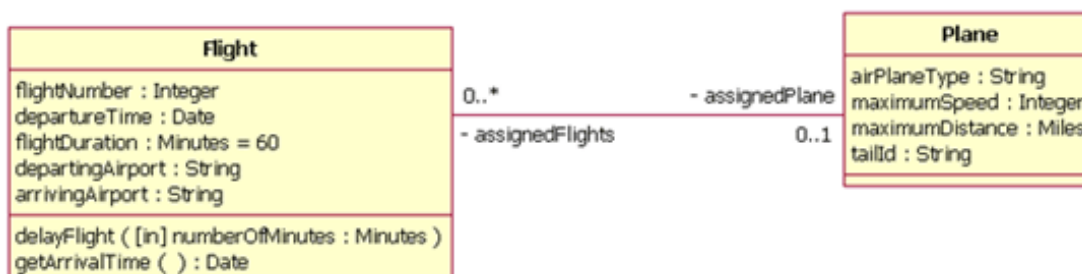 Flight
flightNumber : Integer
departureTime : Date
flightDuration : Minutes = 60
departingAirport : String
arrivingAirport : String
delayFlight ( [in] numberOfMinutes : Minutes )
getArrivalTime ( ) : Date
0..*
- assignedPlane
- assignedFlights
0..1
Plane
airPlaneType : String
maximumSpeed : Integer
maximumDistance : Miles
tailId : String